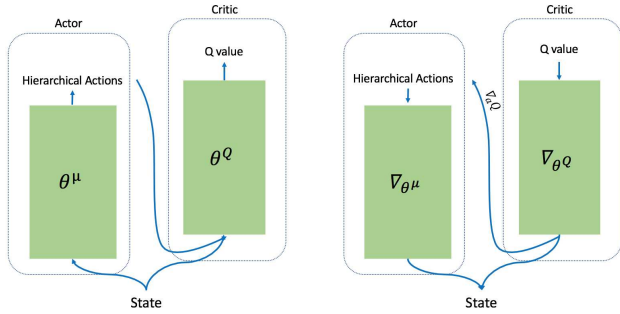 Actor
Critic
Hierarchical Actions
Q value
θ^μ
θ^Q
State
Actor
Critic
Hierarchical Actions
Q value
∇_a Q
∇_θ^μ
∇_θ^Q
State